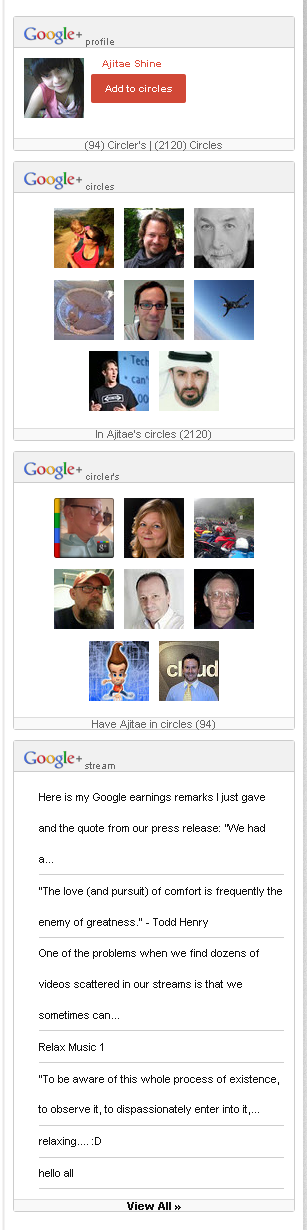 Google+ profile
Ajitae Shine
Add to circles
(94) Circler's | (2120) Circles
Google+ circles
Tech
can'
OO
In Ajitae's circles (2120)
Google+ circler's
cloud
Have Ajitae in circles (94)
Google+ stream
Here is my Google earnings remarks I just gave
and the quote from our press release: "We had
a...
"The love (and pursuit) of comfort is frequently the
enemy of greatness." - Todd Henry
One of the problems when we find dozens of
videos scattered in our streams is that we
sometimes can...
Relax Music 1
"To be aware of this whole process of existence,
to observe it, to dispassionately enter into it,...
relaxing.... :D
hello all
View All »